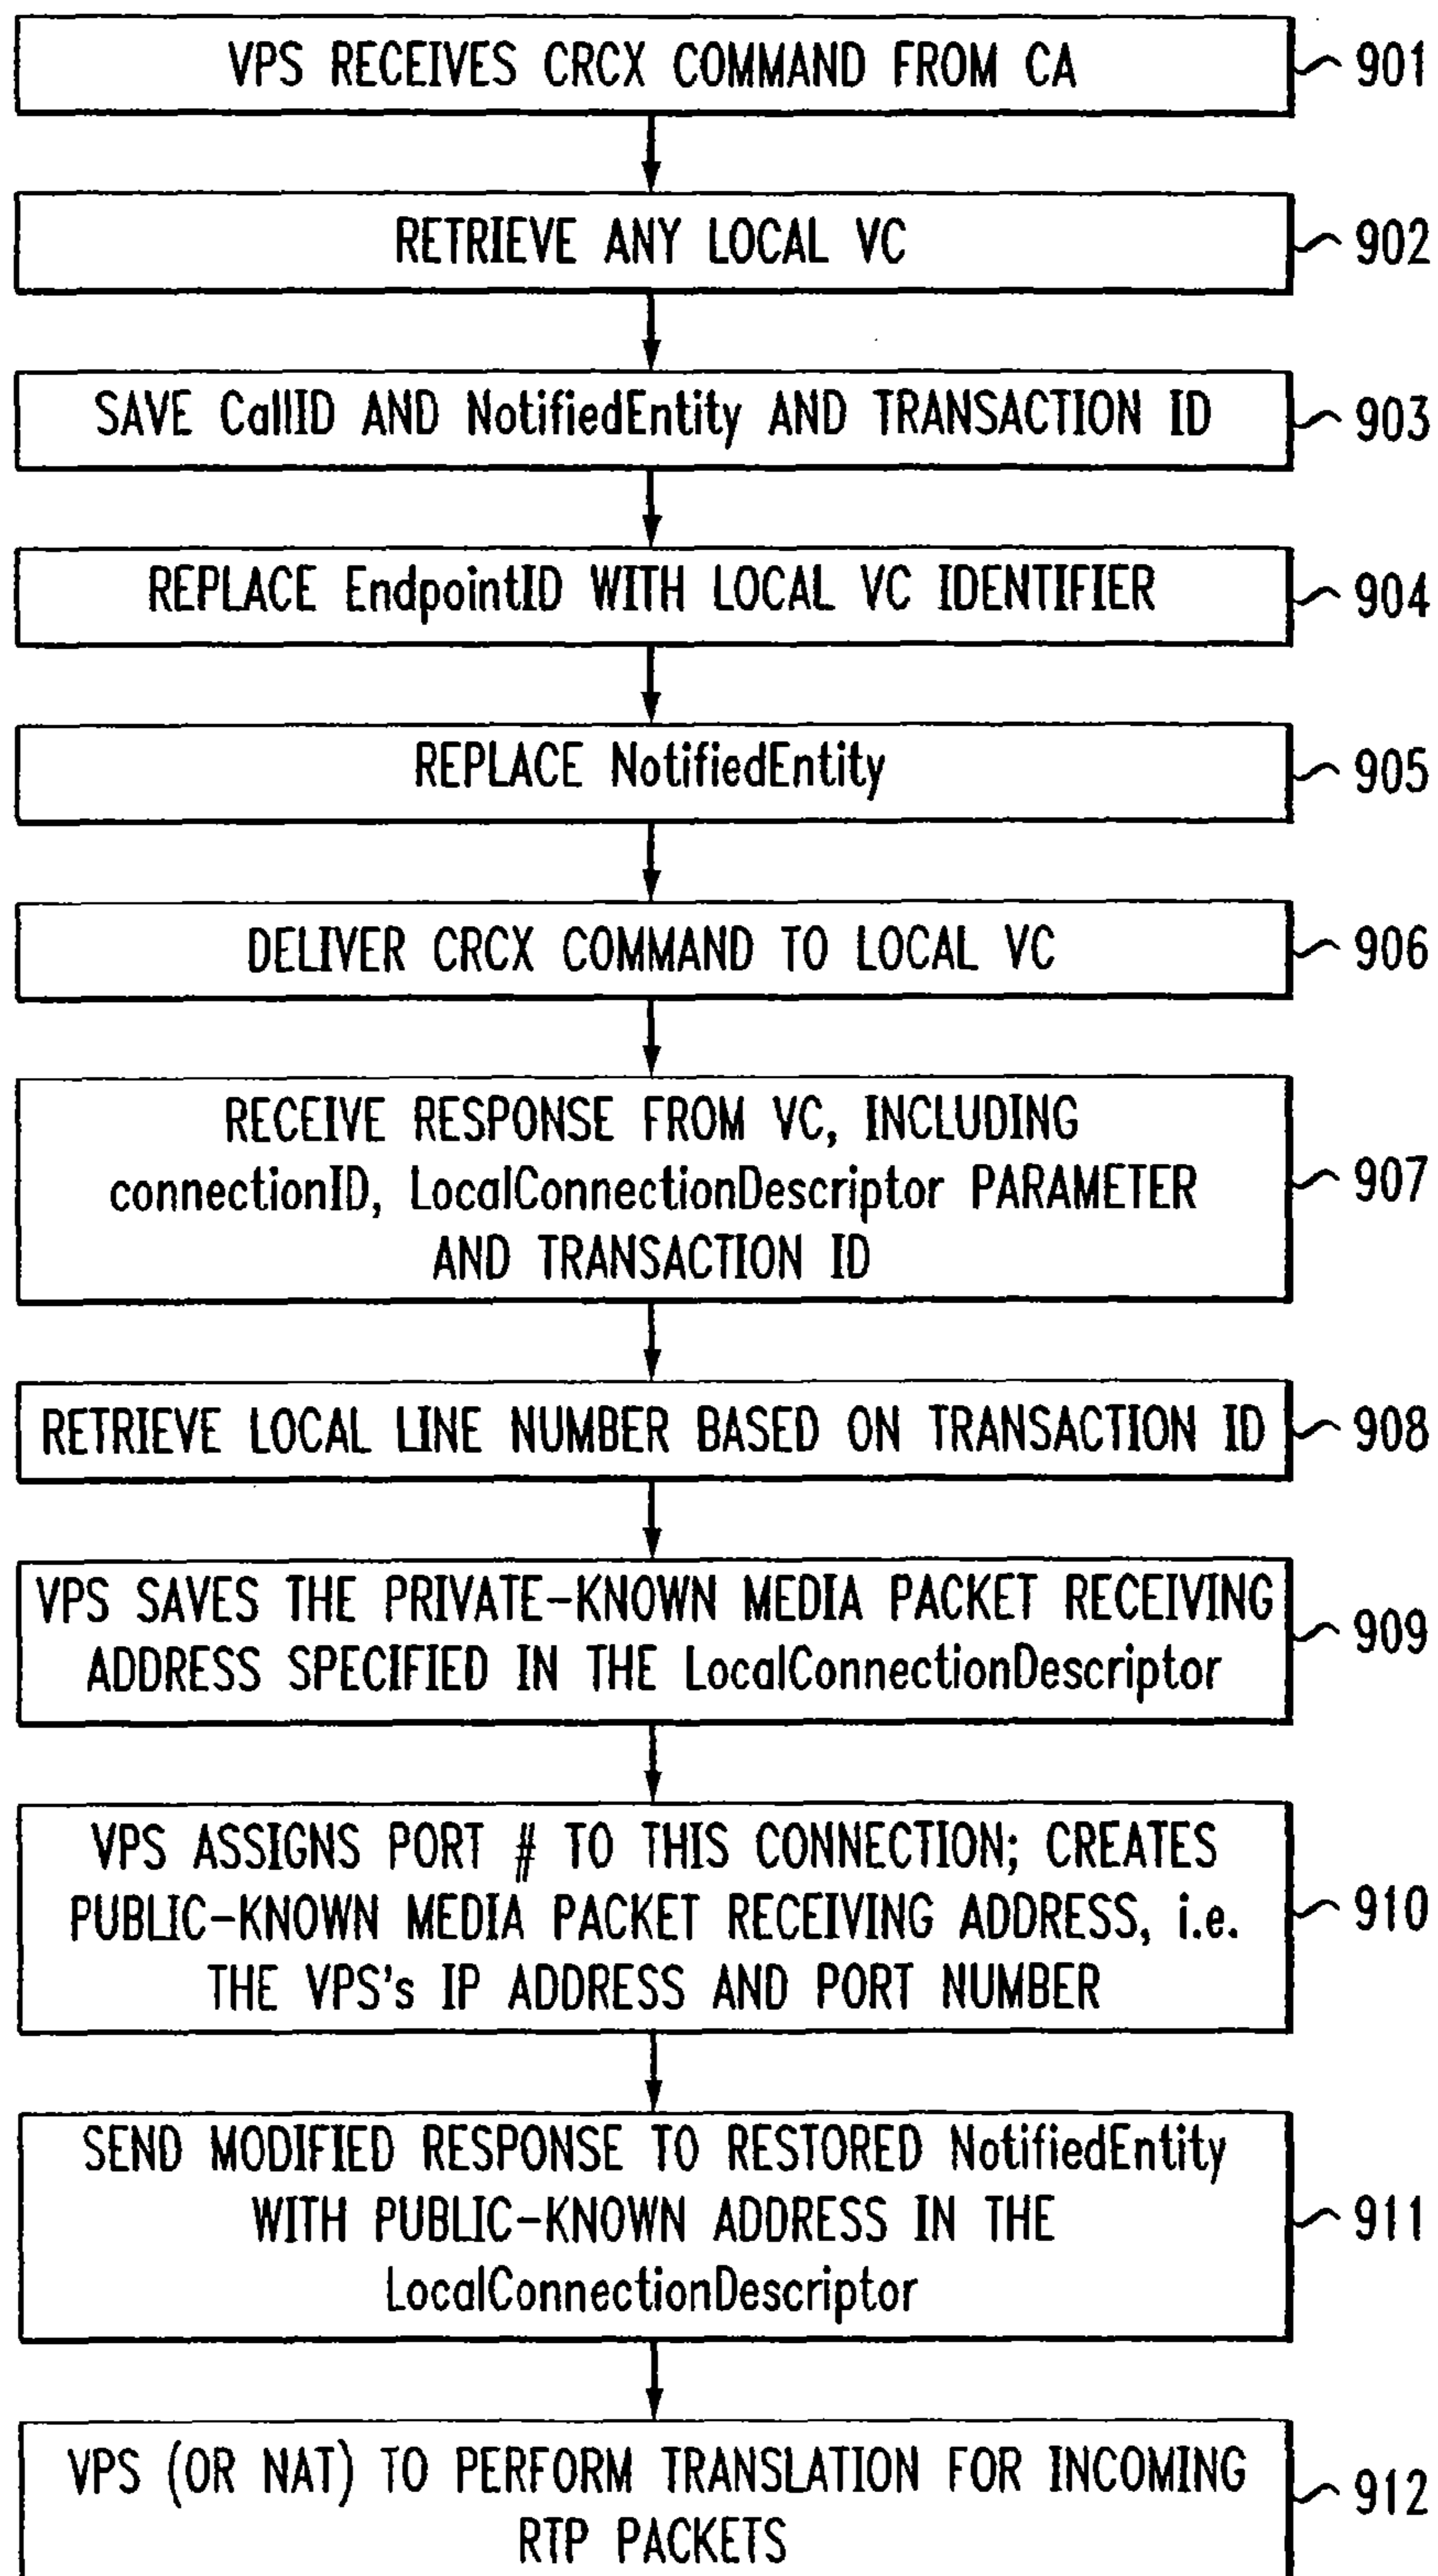 VPS RECEIVES CRCX COMMAND FROM CA
901
RETRIEVE ANY LOCAL VC
902
SAVE CallID AND NotifiedEntity AND TRANSACTION ID
903
REPLACE EndpointID WITH LOCAL VC IDENTIFIER
904
REPLACE NotifiedEntity
905
DELIVER CRCX COMMAND TO LOCAL VC
906
RECEIVE RESPONSE FROM VC, INCLUDING
connectionID, LocalConnectionDescriptor PARAMETER
AND TRANSACTION ID
907
RETRIEVE LOCAL LINE NUMBER BASED ON TRANSACTION ID
908
VPS SAVES THE PRIVATE-KNOWN MEDIA PACKET RECEIVING
ADDRESS SPECIFIED IN THE LocalConnectionDescriptor
909
VPS ASSIGNS PORT # TO THIS CONNECTION; CREATES
PUBLIC-KNOWN MEDIA PACKET RECEIVING ADDRESS, i.e.
THE VPS's IP ADDRESS AND PORT NUMBER
910
SEND MODIFIED RESPONSE TO RESTORED NotifiedEntity
WITH PUBLIC-KNOWN ADDRESS IN THE
LocalConnectionDescriptor
911
VPS (OR NAT) TO PERFORM TRANSLATION FOR INCOMING
RTP PACKETS
912